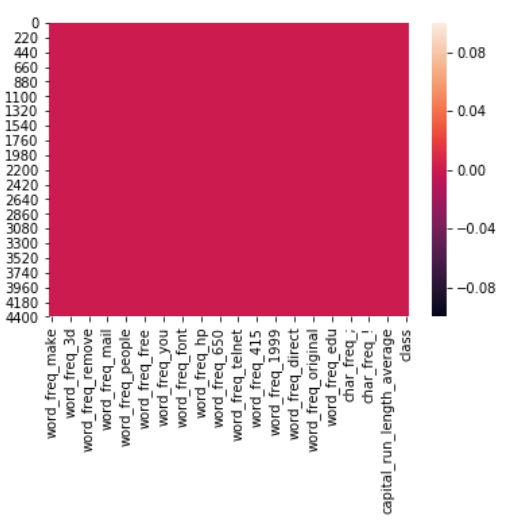 0
220
440
660
880
1100
1320
1540
1760
1980
2200
2420
2640
2860
3080
3300
3520
3740
3960
4180
4400
0.08
0.04
0.00
−0.04
−0.08
word_freq_make
word_freq_3d
word_freq_remove
word_freq_mail
word_freq_people
word_freq_free
word_freq_you
word_freq_font
word_freq_hp
word_freq_650
word_freq_telnet
word_freq_415
word_freq_1999
word_freq_direct
word_freq_original
word_freq_edu
char_freq_;
char_freq_!
capital_run_length_average
class